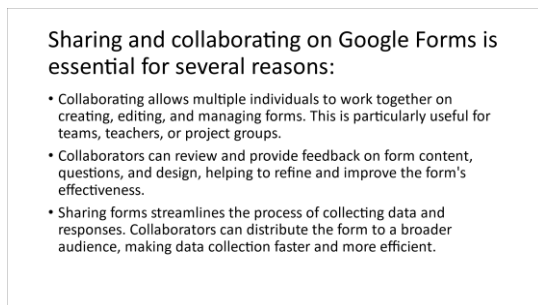 Sharing and collaborating on Google Forms is
essential for several reasons:
• Collaborating allows multiple individuals to work together on
creating, editing, and managing forms. This is particularly useful for
teams, teachers, or project groups.
• Collaborators can review and provide feedback on form content,
questions, and design, helping to refine and improve the form's
effectiveness.
• Sharing forms streamlines the process of collecting data and
responses. Collaborators can distribute the form to a broader
audience, making data collection faster and more efficient.